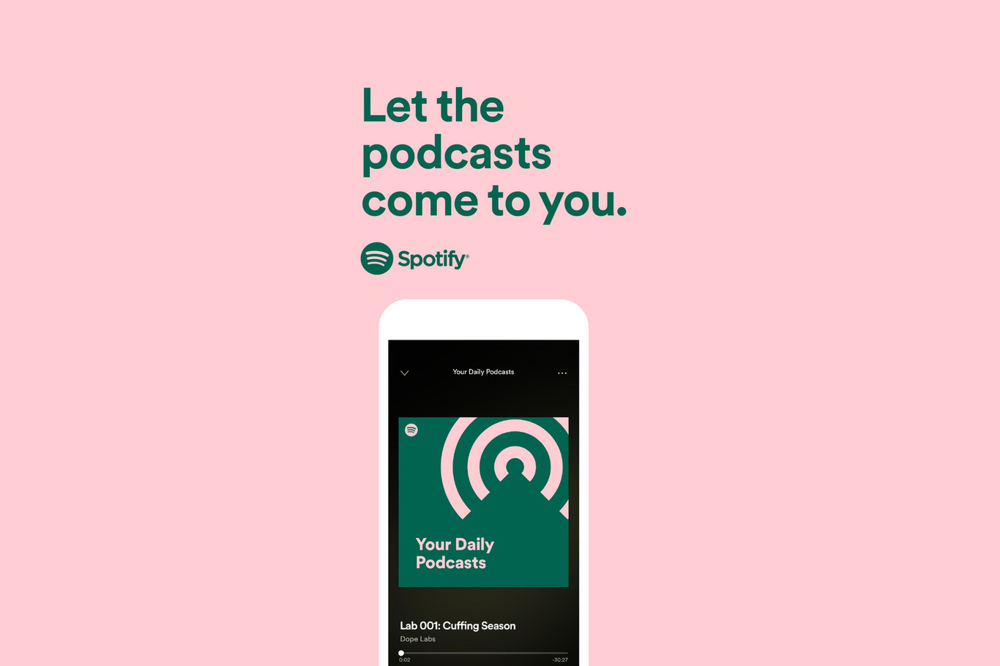 Let the
podcasts
come to you.
Spotify®
Your Daily Podcasts
Your Daily
Podcasts
Lab 001: Cuffing Season
Dope Labs
0:02
-30:27